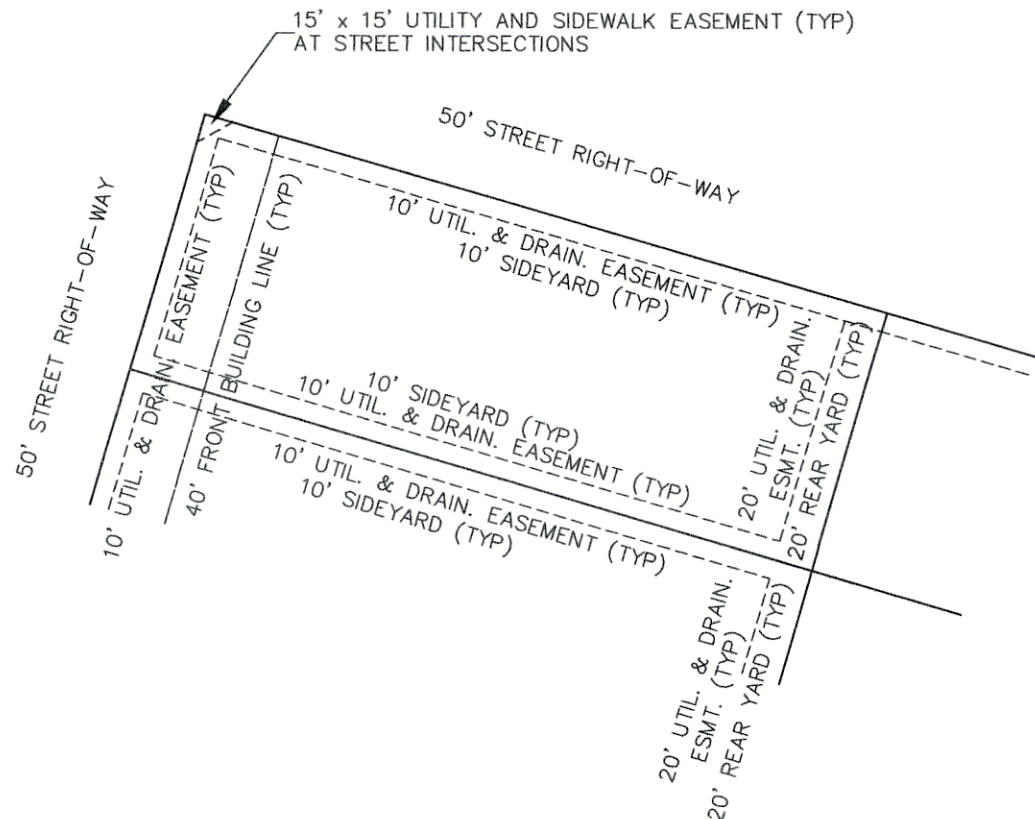 15' x 15' UTILITY AND SIDEWALK EASEMENT (TYP)
AT STREET INTERSECTIONS
50' STREET RIGHT-OF-WAY
50' STREET RIGHT-OF-WAY
10' UTIL. & DRAIN. EASEMENT (TYP)
40' FRONT BUILDING LINE (TYP)
10' UTIL. & DRAIN. EASEMENT (TYP)
10' SIDEYARD (TYP)
10' SIDEYARD (TYP)
10' UTIL. & DRAIN. EASEMENT (TYP)
20' UTIL. & DRAIN.
ESMT. (TYP)
20' REAR YARD (TYP)
10' UTIL. & DRAIN. EASEMENT (TYP)
10' SIDEYARD (TYP)
20' UTIL. & DRAIN.
ESMT. (TYP)
20' REAR YARD (TYP)